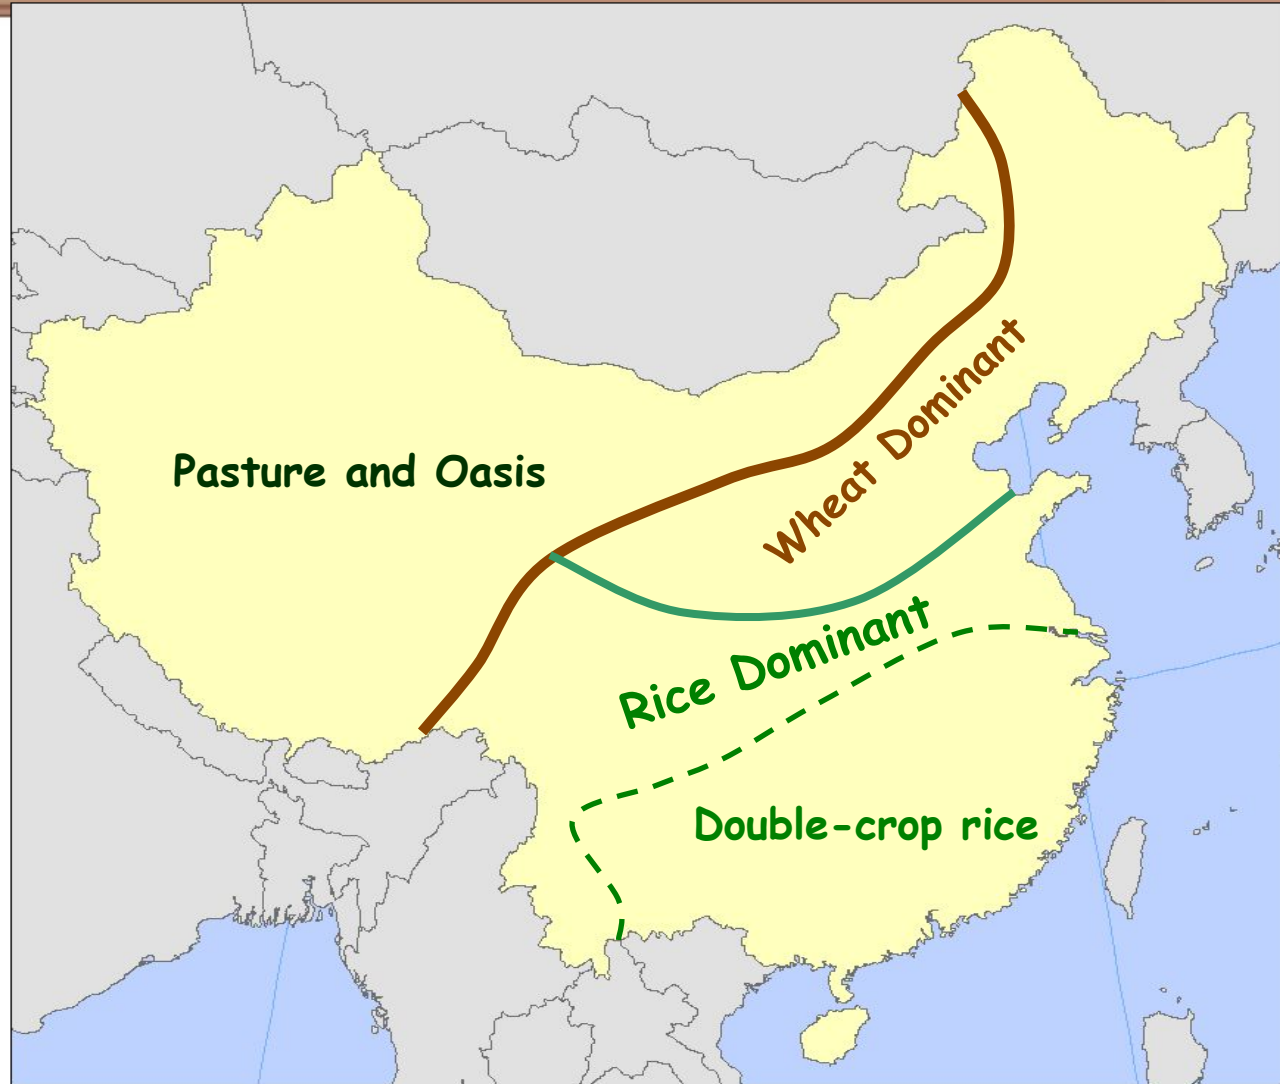 Pasture and Oasis
Wheat Dominant
Rice Dominant
Double-crop rice